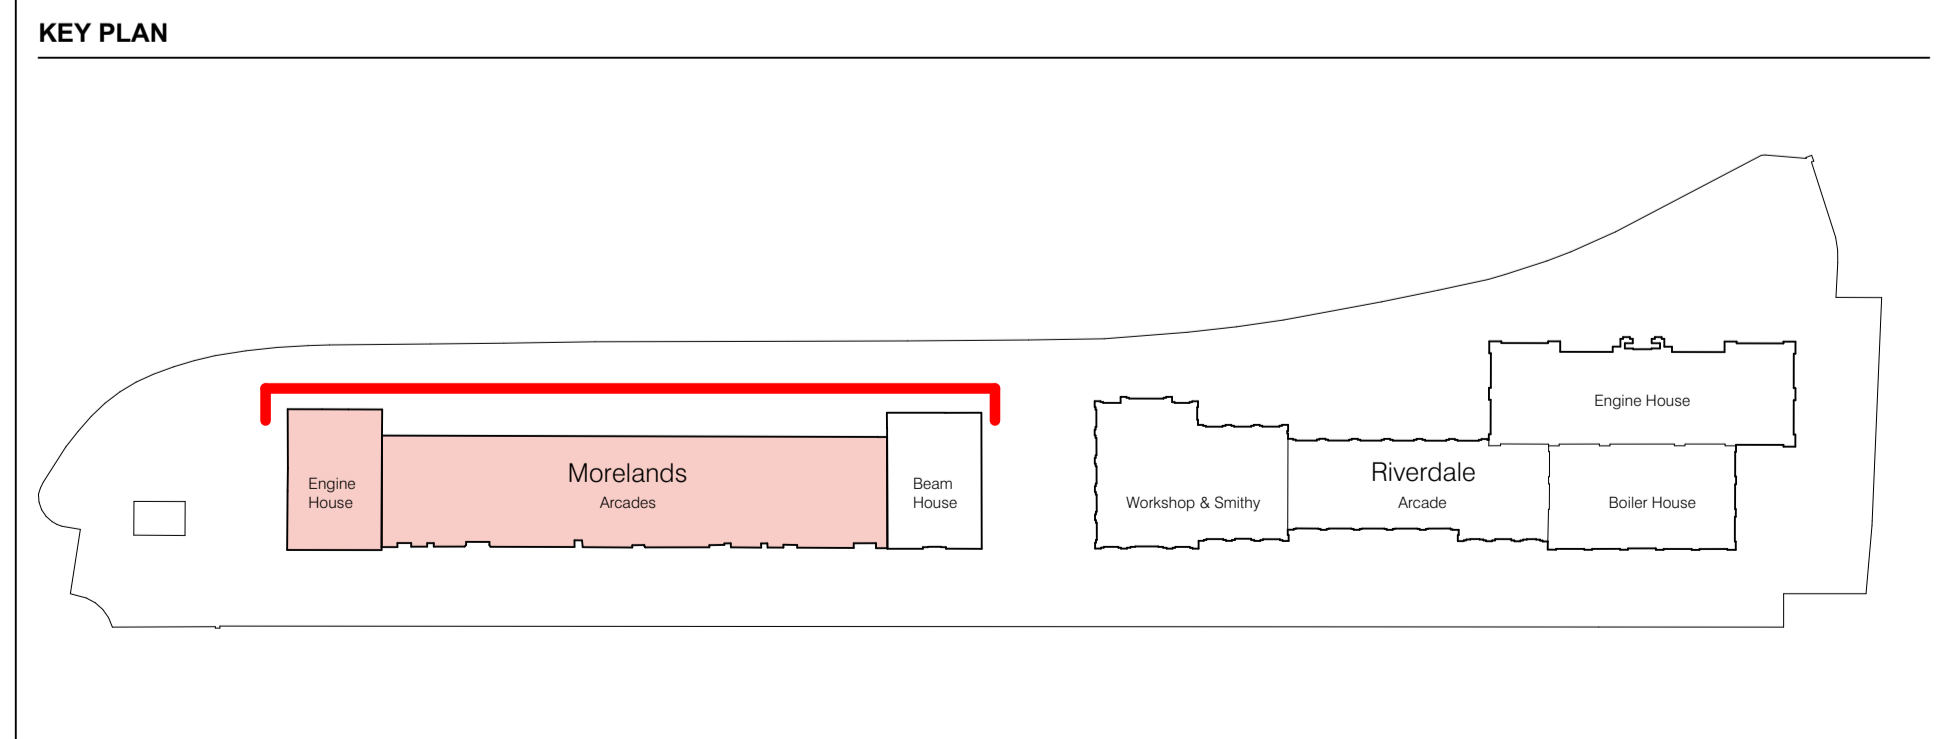 KEY PLAN
Engine
House
Morelands
Arcades
Beam
House
Workshop & Smithy
Riverdale
Arcade
Engine House
Boiler House